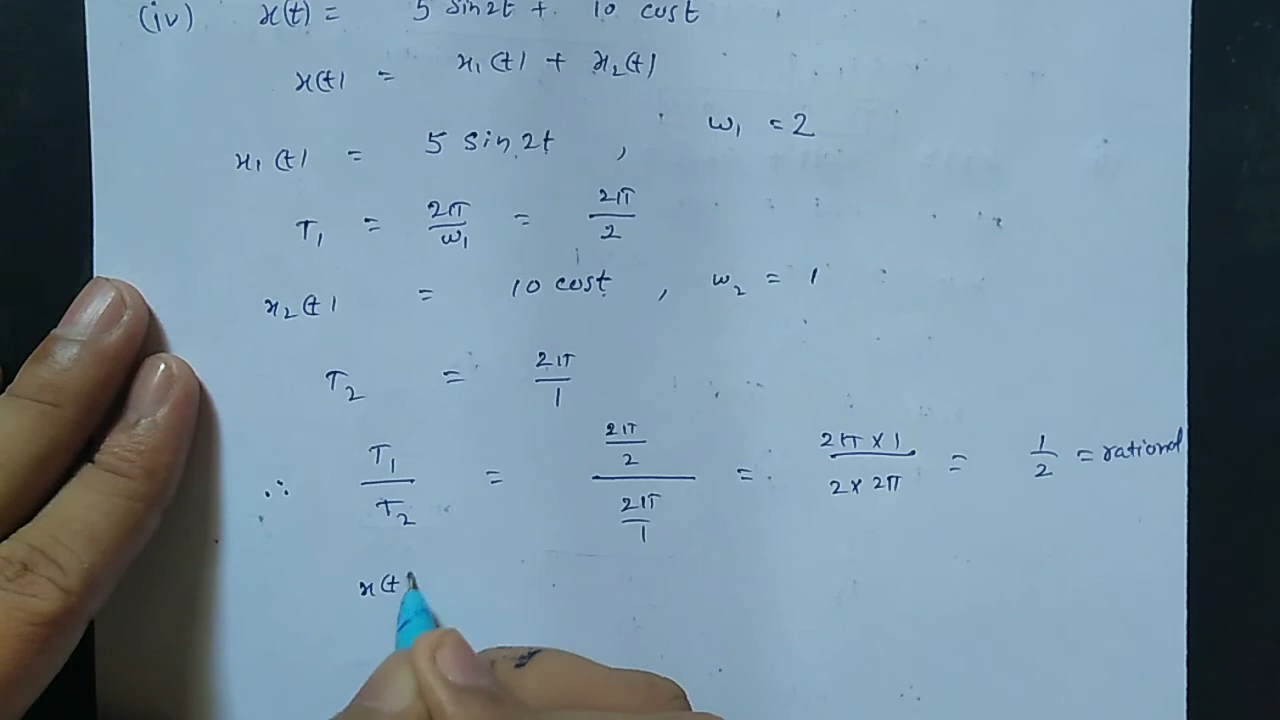 (iv) x(t) = 5 sin2t + 10 cost
x(t) = x₁(t) + x₂(t)
x₁(t) = 5 sin2t , ω₁ = 2
T₁ = 2π/ω₁ = 2π/2
x₂(t) = 10 cost , ω₂ = 1
T₂ = 2π/1
∴ T₁/T₂ = (2π/2)/(2π/1) = (2π×1)/(2×2π) = 1/2 = rational
x(t